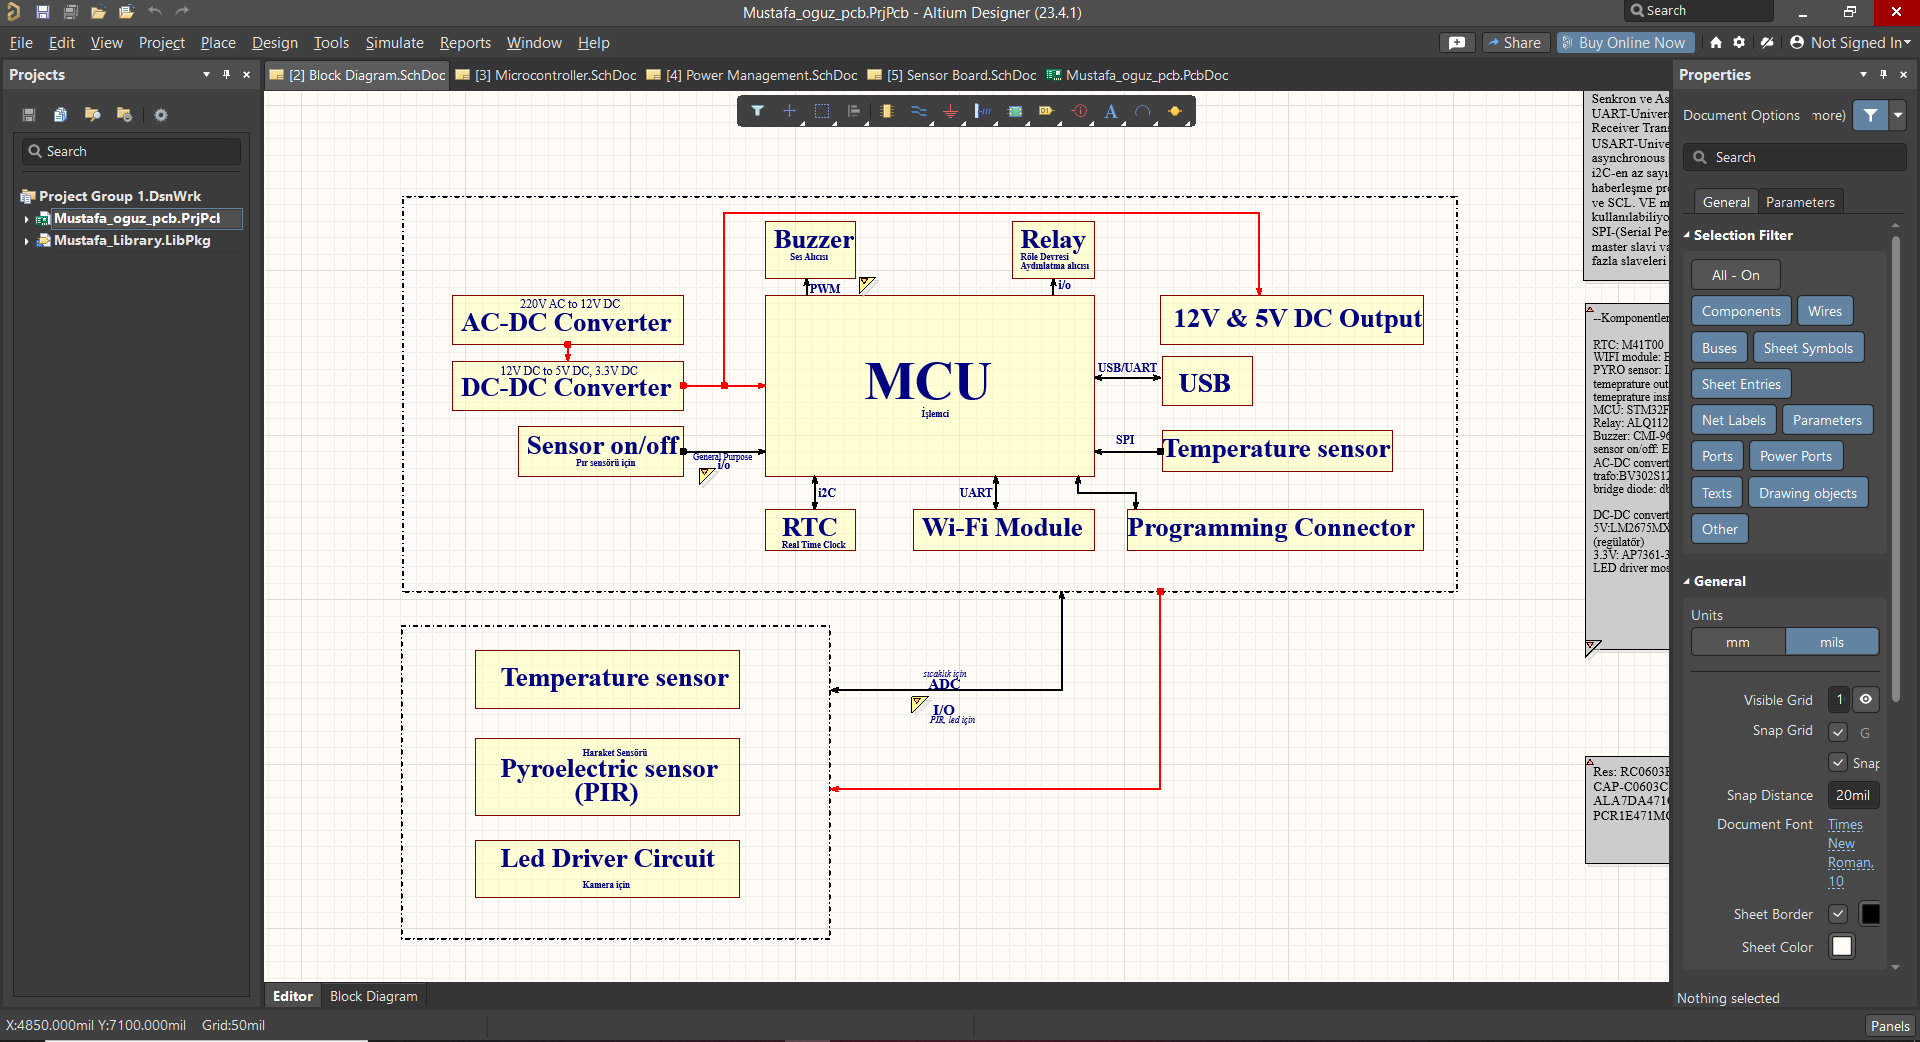 Mustafa_oguz_pcb.PrjPcb - Altium Designer (23.4.1)
Search
File Edit View Project Place Design Tools Simulate Reports Window Help
Share
Buy Online Now
Not Signed In
Projects
[2] Block Diagram.SchDoc
[3] Microcontroller.SchDoc
[4] Power Management.SchDoc
[5] Sensor Board.SchDoc
Mustafa_oguz_pcb.PcbDoc
Search
Project Group 1.DsnWrk
Mustafa_oguz_pcb.PrjPcb
Mustafa_Library.LibPkg
Buzzer
Ses Alıcısı
PWM
Relay
Röle Devresi
Aydınlatma alıcısı
i/o
220V AC to 12V DC
AC-DC Converter
12V DC to 5V DC, 3.3V DC
DC-DC Converter
12V & 5V DC Output
MCU
İşlemci
USB/UART
USB
Sensor on/off
Pır sensörü için
General Purpose
i/o
SPI
Temperature sensor
i2C
UART
RTC
Real Time Clock
Wi-Fi Module
Programming Connector
Temperature sensor
Haraket Sensörü
Pyroelectric sensor
(PIR)
Led Driver Circuit
Kamera için
sıcaklık için
ADC
I/O
PIR, led için
Senkron ve As
UART-Univers
Receiver Trans
USART-Unive
asynchronous
i2C-en az sayı
haberleşme pr
ve SCL. VE m
kullanılabiliyo
SPI-(Serial Pe
master slavi va
fazla slaveleri
--Komponentler
RTC: M41T00
WIFI module: E
PYRO sensor: L
temeprature out
temeprature insi
MCU: STM32F
Relay: ALQ112
Buzzer: CMI-96
sensor on/off: E
AC-DC convert
trafo:BV302S12
bridge diode: db
DC-DC convert
5V:LM2675MX
(regülatör)
3.3V: AP7361-3
LED driver mos
Res: RC0603F
CAP-C0603C
ALA7DA471
PCR1E471MC
Properties
Document Options more)
Search
General Parameters
Selection Filter
All - On
Components Wires
Buses Sheet Symbols
Sheet Entries
Net Labels Parameters
Ports Power Ports
Texts Drawing objects
Other
General
Units
mm mils
Visible Grid 1
Snap Grid G
Snap
Snap Distance 20mil
Document Font Times
New
Roman,
10
Sheet Border
Sheet Color
Nothing selected
Editor Block Diagram
X:4850.000mil Y:7100.000mil Grid:50mil
Panels